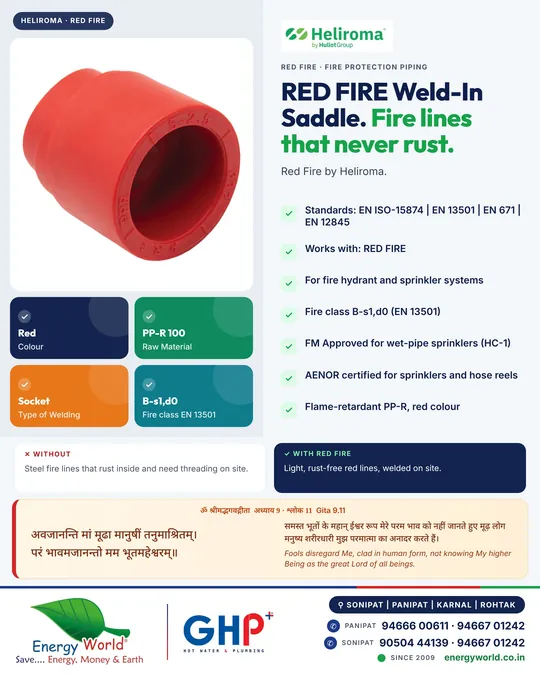 HELIROMA · RED FIRE
Heliroma®
by HuliotGroup
RED FIRE · FIRE PROTECTION PIPING
RED FIRE Weld-In
Saddle. Fire lines
that never rust.
Red Fire by Heliroma.
Standards: EN ISO-15874 | EN 13501 | EN 671 |
EN 12845
Works with: RED FIRE
For fire hydrant and sprinkler systems
Fire class B-s1,d0 (EN 13501)
FM Approved for wet-pipe sprinklers (HC-1)
AENOR certified for sprinklers and hose reels
Flame-retardant PP-R, red colour
Red
Colour
PP-R 100
Raw Material
Socket
Type of Welding
B-s1,d0
Fire class EN 13501
✕ WITHOUT
Steel fire lines that rust inside and need threading on site.
✓ WITH RED FIRE
Light, rust-free red lines, welded on site.
ॐ श्रीमद्भगवद्गीता अध्याय 9 · श्लोक 11 Gita 9.11
अवजानन्ति मां मूढा मानुषीं तनुमाश्रितम्।
परं भावमजानन्तो मम भूतमहेश्वरम्॥
समस्त भूतों के महान् ईश्वर रूप मेरे परम भाव को नहीं जानते हुए मूढ़ लोग
मनुष्य शरीरधारी मुझ परमात्मा का अनादर करते हैं।
Fools disregard Me, clad in human form, not knowing My higher
Being as the great Lord of all beings.
Energy World®
Save.... Energy, Money & Earth
GHP+
HOT WATER & PLUMBING
SONIPAT | PANIPAT | KARNAL | ROHTAK
PANIPAT 94666 00611 · 94667 01242
SONIPAT 90504 44139 · 94667 01242
SINCE 2009 energyworld.co.in